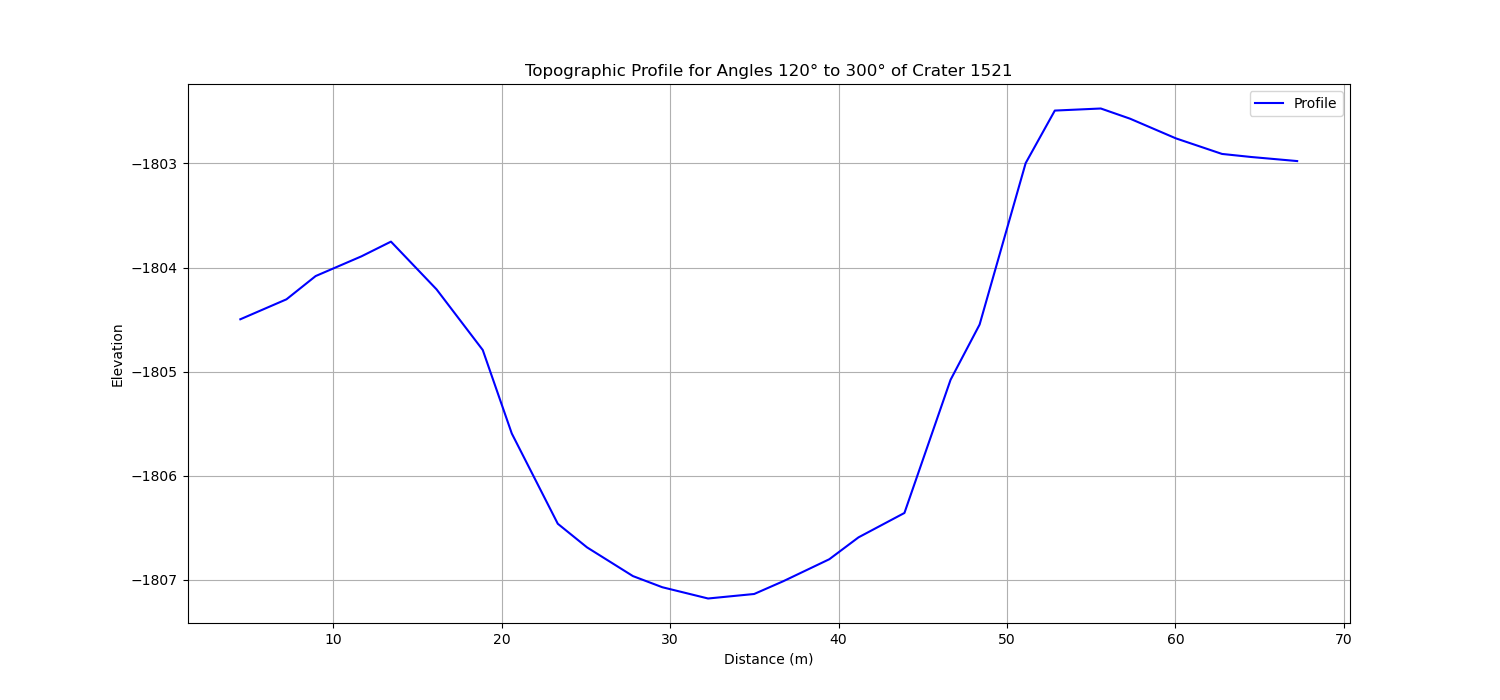 Topographic Profile for Angles 120° to 300° of Crater 1521
Profile
−1803
−1804
−1805
−1806
−1807
Elevation
10 20 30 40 50 60 70
Distance (m)